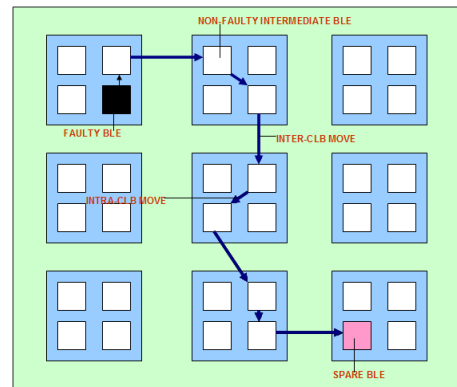 NON-FAULTY INTERMEDIATE BLE
FAULTY BLE
INTER-CLB MOVE
INTRA-CLB MOVE
SPARE BLE